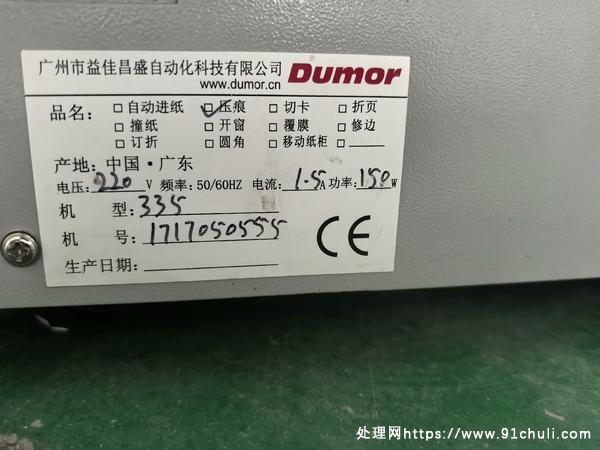 广州市益佳昌盛自动化科技有限公司 Dumor
www.dumor.cn
品名: □自动进纸 ☑压痕 □切卡 □折页
□撞纸 □开窗 □覆膜 □修边
□订折 □圆角 □移动纸柜 □
产地: 中国·广东
电压: 220 V 频率: 50/60HZ 电流: 1.5A 功率: 150W
机 型: 335
机 号: 1717050555
生产日期:
CE
处理网https://www.91chuli.com/